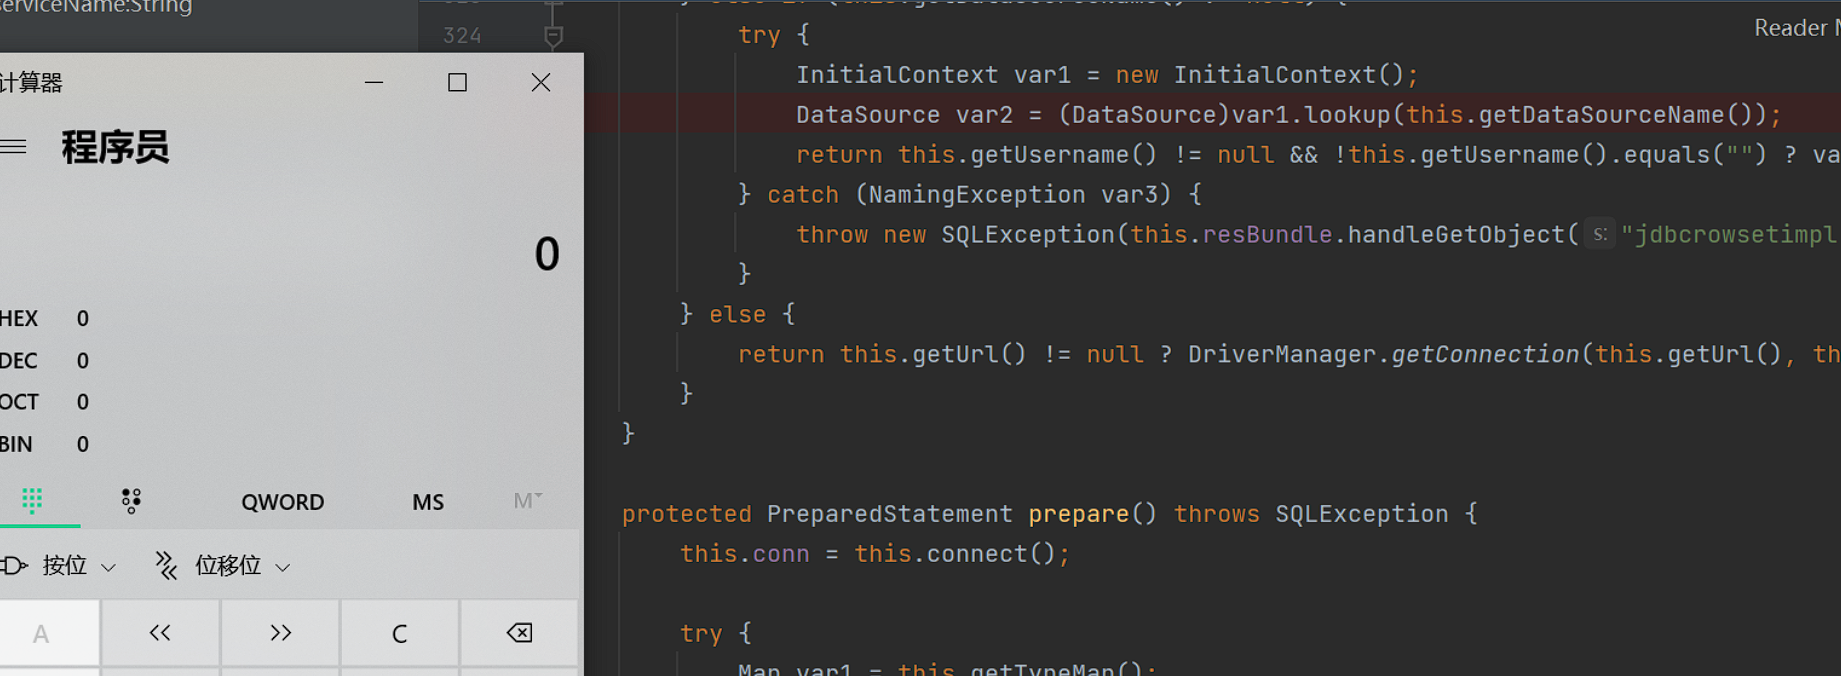 serviceName:String
324
try {
Reader
InitialContext var1 = new InitialContext();
DataSource var2 = (DataSource)var1.lookup(this.getDataSourceName());
return this.getUsername() != null && !this.getUsername().equals("") ? va
} catch (NamingException var3) {
throw new SQLException(this.resBundle.handleGetObject( s: "jdbcrowsetimpl
}
} else {
return this.getUrl() != null ? DriverManager.getConnection(this.getUrl(), th
}
}
protected PreparedStatement prepare() throws SQLException {
this.conn = this.connect();
try {
Map var1 = this.getTypeMap();
计算器
程序员
0
HEX 0
DEC 0
OCT 0
BIN 0
QWORD MS M
按位 位移位
A << >> C